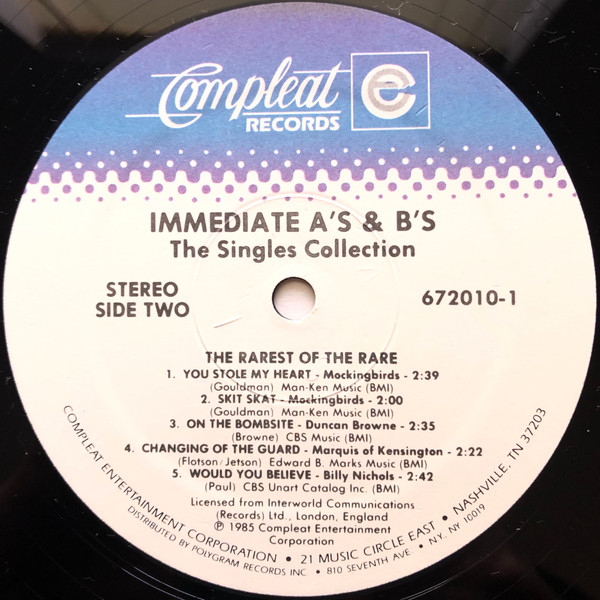 Compleat
RECORDS
IMMEDIATE A'S & B'S
The Singles Collection
STEREO
SIDE TWO
672010-1
THE RAREST OF THE RARE
1. YOU STOLE MY HEART - Mockingbirds - 2:39
(Gouldman) Man-Ken Music (BMI)
2. SKIT SKAT - Mockingbirds - 2:00
(Gouldman) Man-Ken Music (BMI)
3. ON THE BOMBSITE - Duncan Browne - 2:35
(Browne) CBS Music (BMI)
4. CHANGING OF THE GUARD - Marquis of Kensington - 2:22
(Flotson/Jetson) Edward B. Marks Music (BMI)
5. WOULD YOU BELIEVE - Billy Nichols - 2:42
(Paul) CBS Unart Catalog Inc. (BMI)
Licensed from Interworld Communications
(Records) Ltd., London, England
℗ 1985 Compleat Entertainment
Corporation
COMPLEAT ENTERTAINMENT CORPORATION • 21 MUSIC CIRCLE EAST • NASHVILLE, TN 37203
DISTRIBUTED BY POLYGRAM RECORDS INC. • 810 SEVENTH AVE. • NY, NY 10019